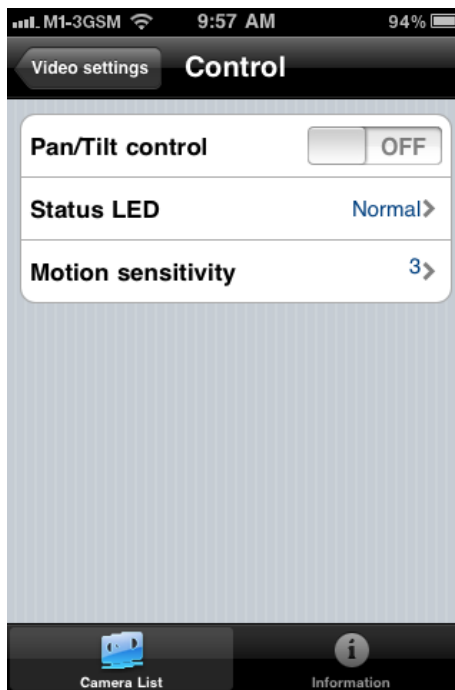 M1-3GSM 9:57 AM 94%
Video settings Control
Pan/Tilt control OFF
Status LED Normal
Motion sensitivity 3
Camera List Information